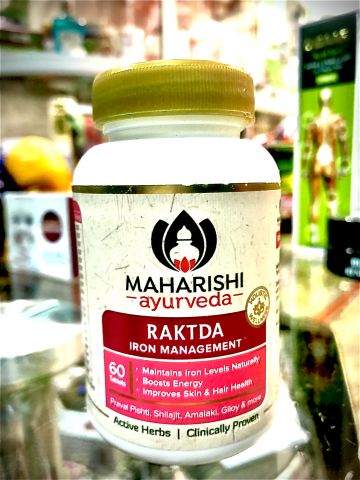 MAHARISHI
ayurveda
RAKTDA
IRON MANAGEMENT
60
Tablets
• Maintains Iron Levels Naturally
• Boosts Energy
• Improves Skin & Hair Health
Praval Pishti, Shilajit, Amalaki, Giloy & more
Active Herbs | Clinically Proven